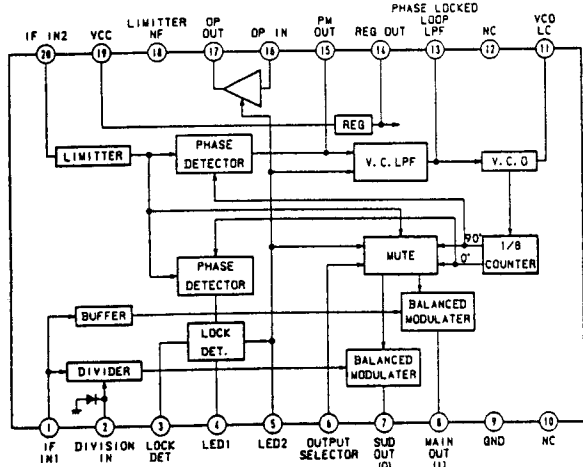 IF IN2
VCC
LIMITTER NF
OP OUT
OP IN
PM OUT
REG OUT
PHASE LOCKED LOOP LPF
NC
VCO LC
20
19
18
17
16
15
14
13
12
11
REG
LIMITTER
PHASE DETECTOR
V.C.LPF
V.C.O
90°
0°
1/8 COUNTER
PHASE DETECTOR
MUTE
BUFFER
BALANCED MODULATER
LOCK DET.
DIVIDER
BALANCED MODULATER
1
2
3
4
5
6
7
8
9
10
IF IN1
DIVISION IN
LOCK DET
LED1
LED2
OUTPUT SELECTOR
SUD OUT (Q)
MAIN OUT (I)
GND
NC